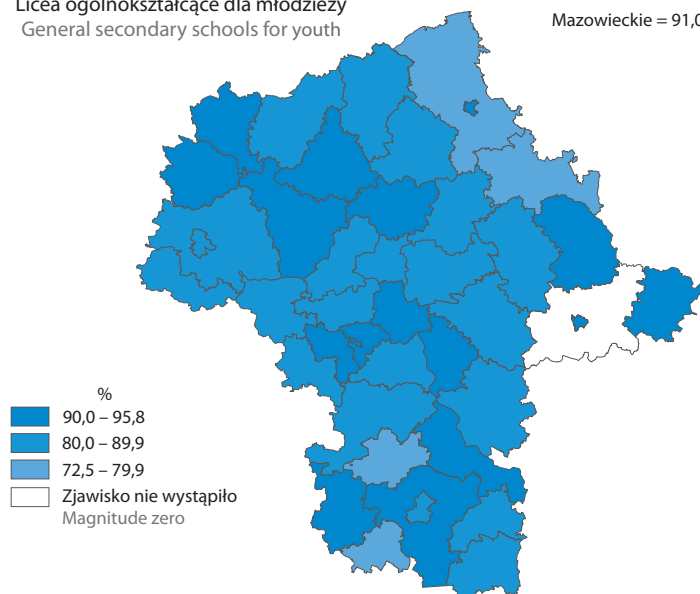 Licea ogólnokształcące dla młodzieży
General secondary schools for youth
Mazowieckie = 91,0
%
90,0 – 95,8
80,0 – 89,9
72,5 – 79,9
Zjawisko nie wystąpiło
Magnitude zero